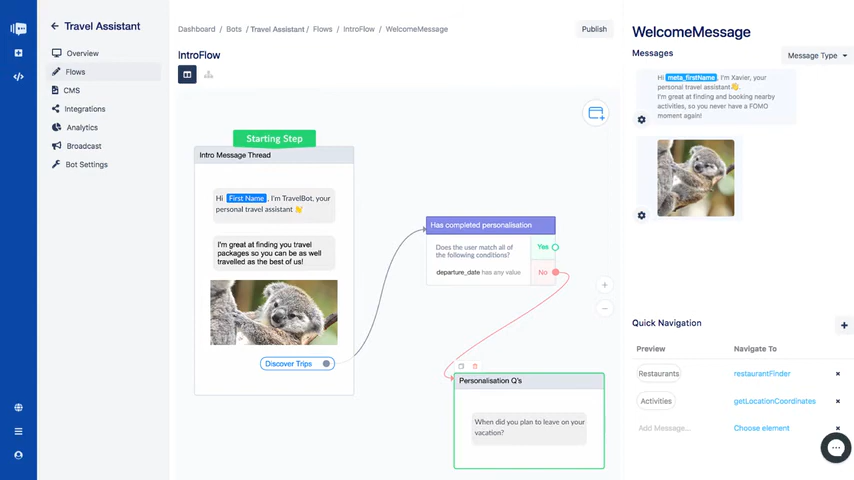 Travel Assistant
Overview
Flows
CMS
Integrations
Analytics
Broadcast
Bot Settings
Dashboard / Bots / Travel Assistant / Flows / IntroFlow / WelcomeMessage
Publish
IntroFlow
Starting Step
Intro Message Thread
Hi First Name, I'm TravelBot, your
personal travel assistant 👋
I'm great at finding you travel
packages so you can be as well
travelled as the best of us!
Discover Trips
Has completed personalisation
Does the user match all of
the following conditions?
departure_date has any value
Yes
No
Personalisation Q's
When did you plan to leave on your
vacation?
WelcomeMessage
Messages
Message Type
Hi meta_firstName. I'm Xavier, your
personal travel assistant👋.
I'm great at finding and booking nearby
activities, so you never have a FOMO
moment again!
Quick Navigation
Preview Navigate To
Restaurants restaurantFinder
Activities getLocationCoordinates
Add Message... Choose element